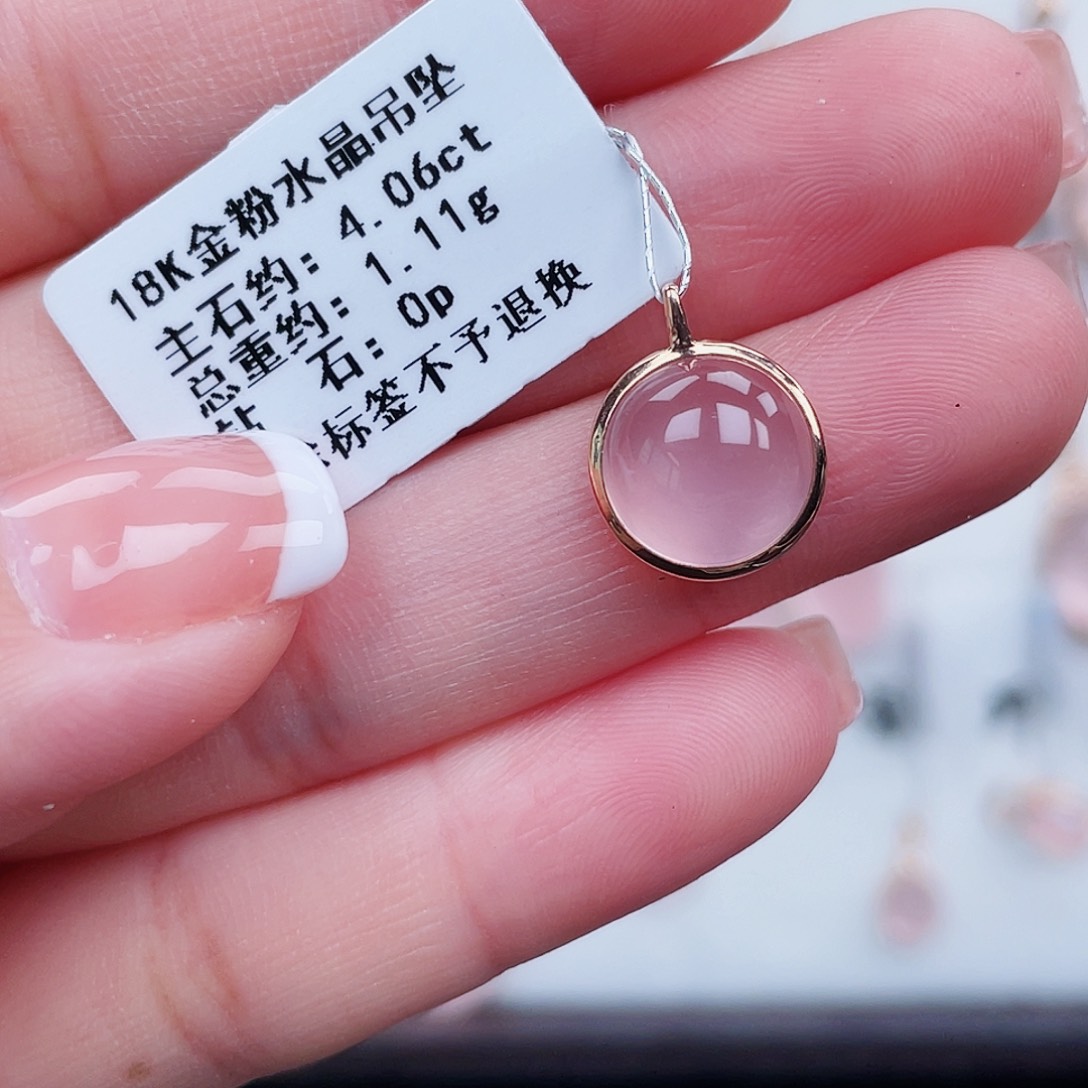 18K金粉水晶吊坠
主石约: 4.06ct
总重约: 1.11g
石: 0p
标签不予退换